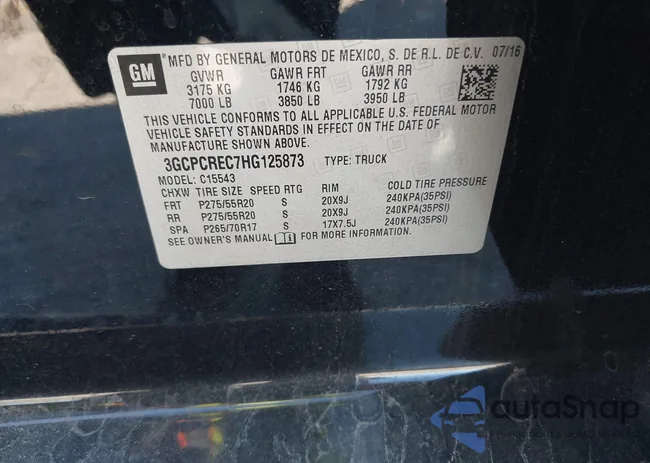 GM
MFD BY GENERAL MOTORS DE MEXICO, S. DE R.L. DE C.V. 07/16
GVWR GAWR FRT GAWR RR
3175 KG 1746 KG 1792 KG
7000 LB 3850 LB 3950 LB
THIS VEHICLE CONFORMS TO ALL APPLICABLE U.S. FEDERAL MOTOR
VEHICLE SAFETY STANDARDS IN EFFECT ON THE DATE OF
MANUFACTURE SHOWN ABOVE.
3GCPCREC7HG125873 TYPE: TRUCK
MODEL: C15543
CHXW TIRE SIZE SPEED RTG RIM COLD TIRE PRESSURE
FRT P275/55R20 S 20X9J 240KPA(35PSI)
RR P275/55R20 S 20X9J 240KPA(35PSI)
SPA P265/70R17 S 17X7.5J 240KPA(35PSI)
SEE OWNER'S MANUAL FOR MORE INFORMATION.
autoSnap